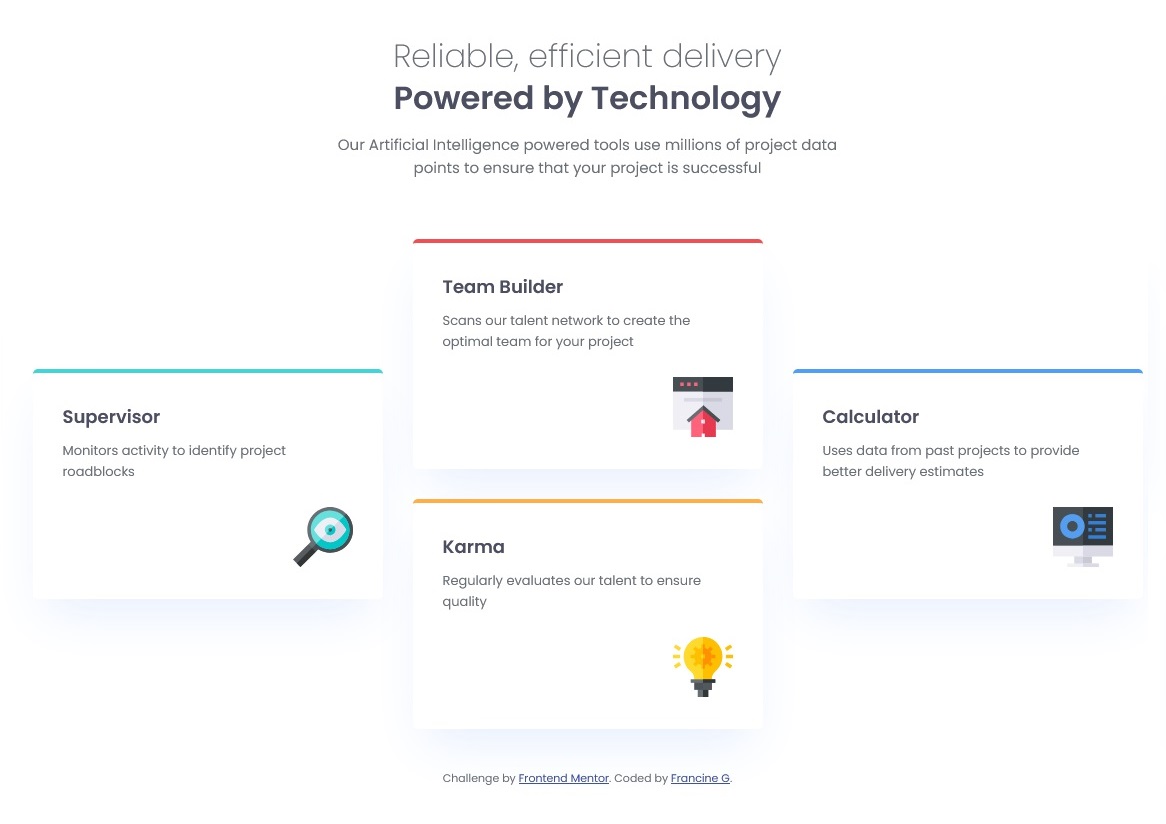 Reliable, efficient delivery
Powered by Technology
Our Artificial Intelligence powered tools use millions of project data
points to ensure that your project is successful
Supervisor
Monitors activity to identify project
roadblocks
Team Builder
Scans our talent network to create the
optimal team for your project
Karma
Regularly evaluates our talent to ensure
quality
Calculator
Uses data from past projects to provide
better delivery estimates
Challenge by Frontend Mentor. Coded by Francine G.